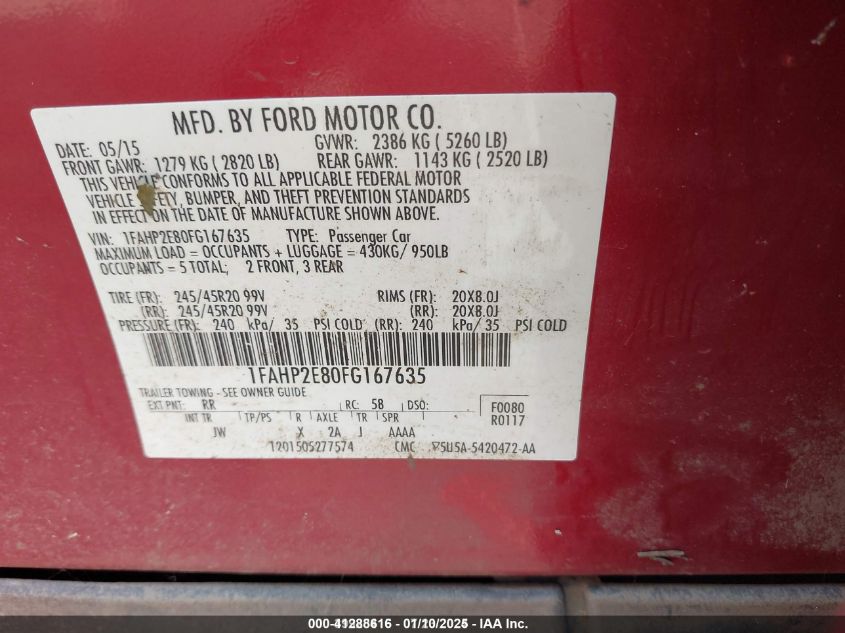 MFD. BY FORD MOTOR CO.
DATE: 05/15 GVWR: 2386 KG ( 5260 LB)
FRONT GAWR: 1279 KG ( 2820 LB) REAR GAWR: 1143 KG ( 2520 LB)
THIS VEHICLE CONFORMS TO ALL APPLICABLE FEDERAL MOTOR
VEHICLE SAFETY, BUMPER, AND THEFT PREVENTION STANDARDS
IN EFFECT ON THE DATE OF MANUFACTURE SHOWN ABOVE.
VIN: 1FAHP2E80FG167635 TYPE: Passenger Car
MAXIMUM LOAD = OCCUPANTS + LUGGAGE = 430KG/ 950LB
OCCUPANTS = 5 TOTAL; 2 FRONT, 3 REAR
TIRE (FR): 245/45R20 99V RIMS (FR): 20X8.0J
(RR): 245/45R20 99V (RR): 20X8.0J
PRESSURE (FR): 240 kPa/ 35 PSI COLD (RR): 240 kPa/ 35 PSI COLD
1FAHP2E80FG167635
TRAILER TOWING - SEE OWNER GUIDE
EXT PNT: RR RC: 58 DSO: F0080
INT TR TP/PS R AXLE TR SPR R0117
JW X 2A J AAAA
1201505277574 CMC 5U5A-5420472-AA
000-41288616 - 01/10/2025 - IAA Inc.